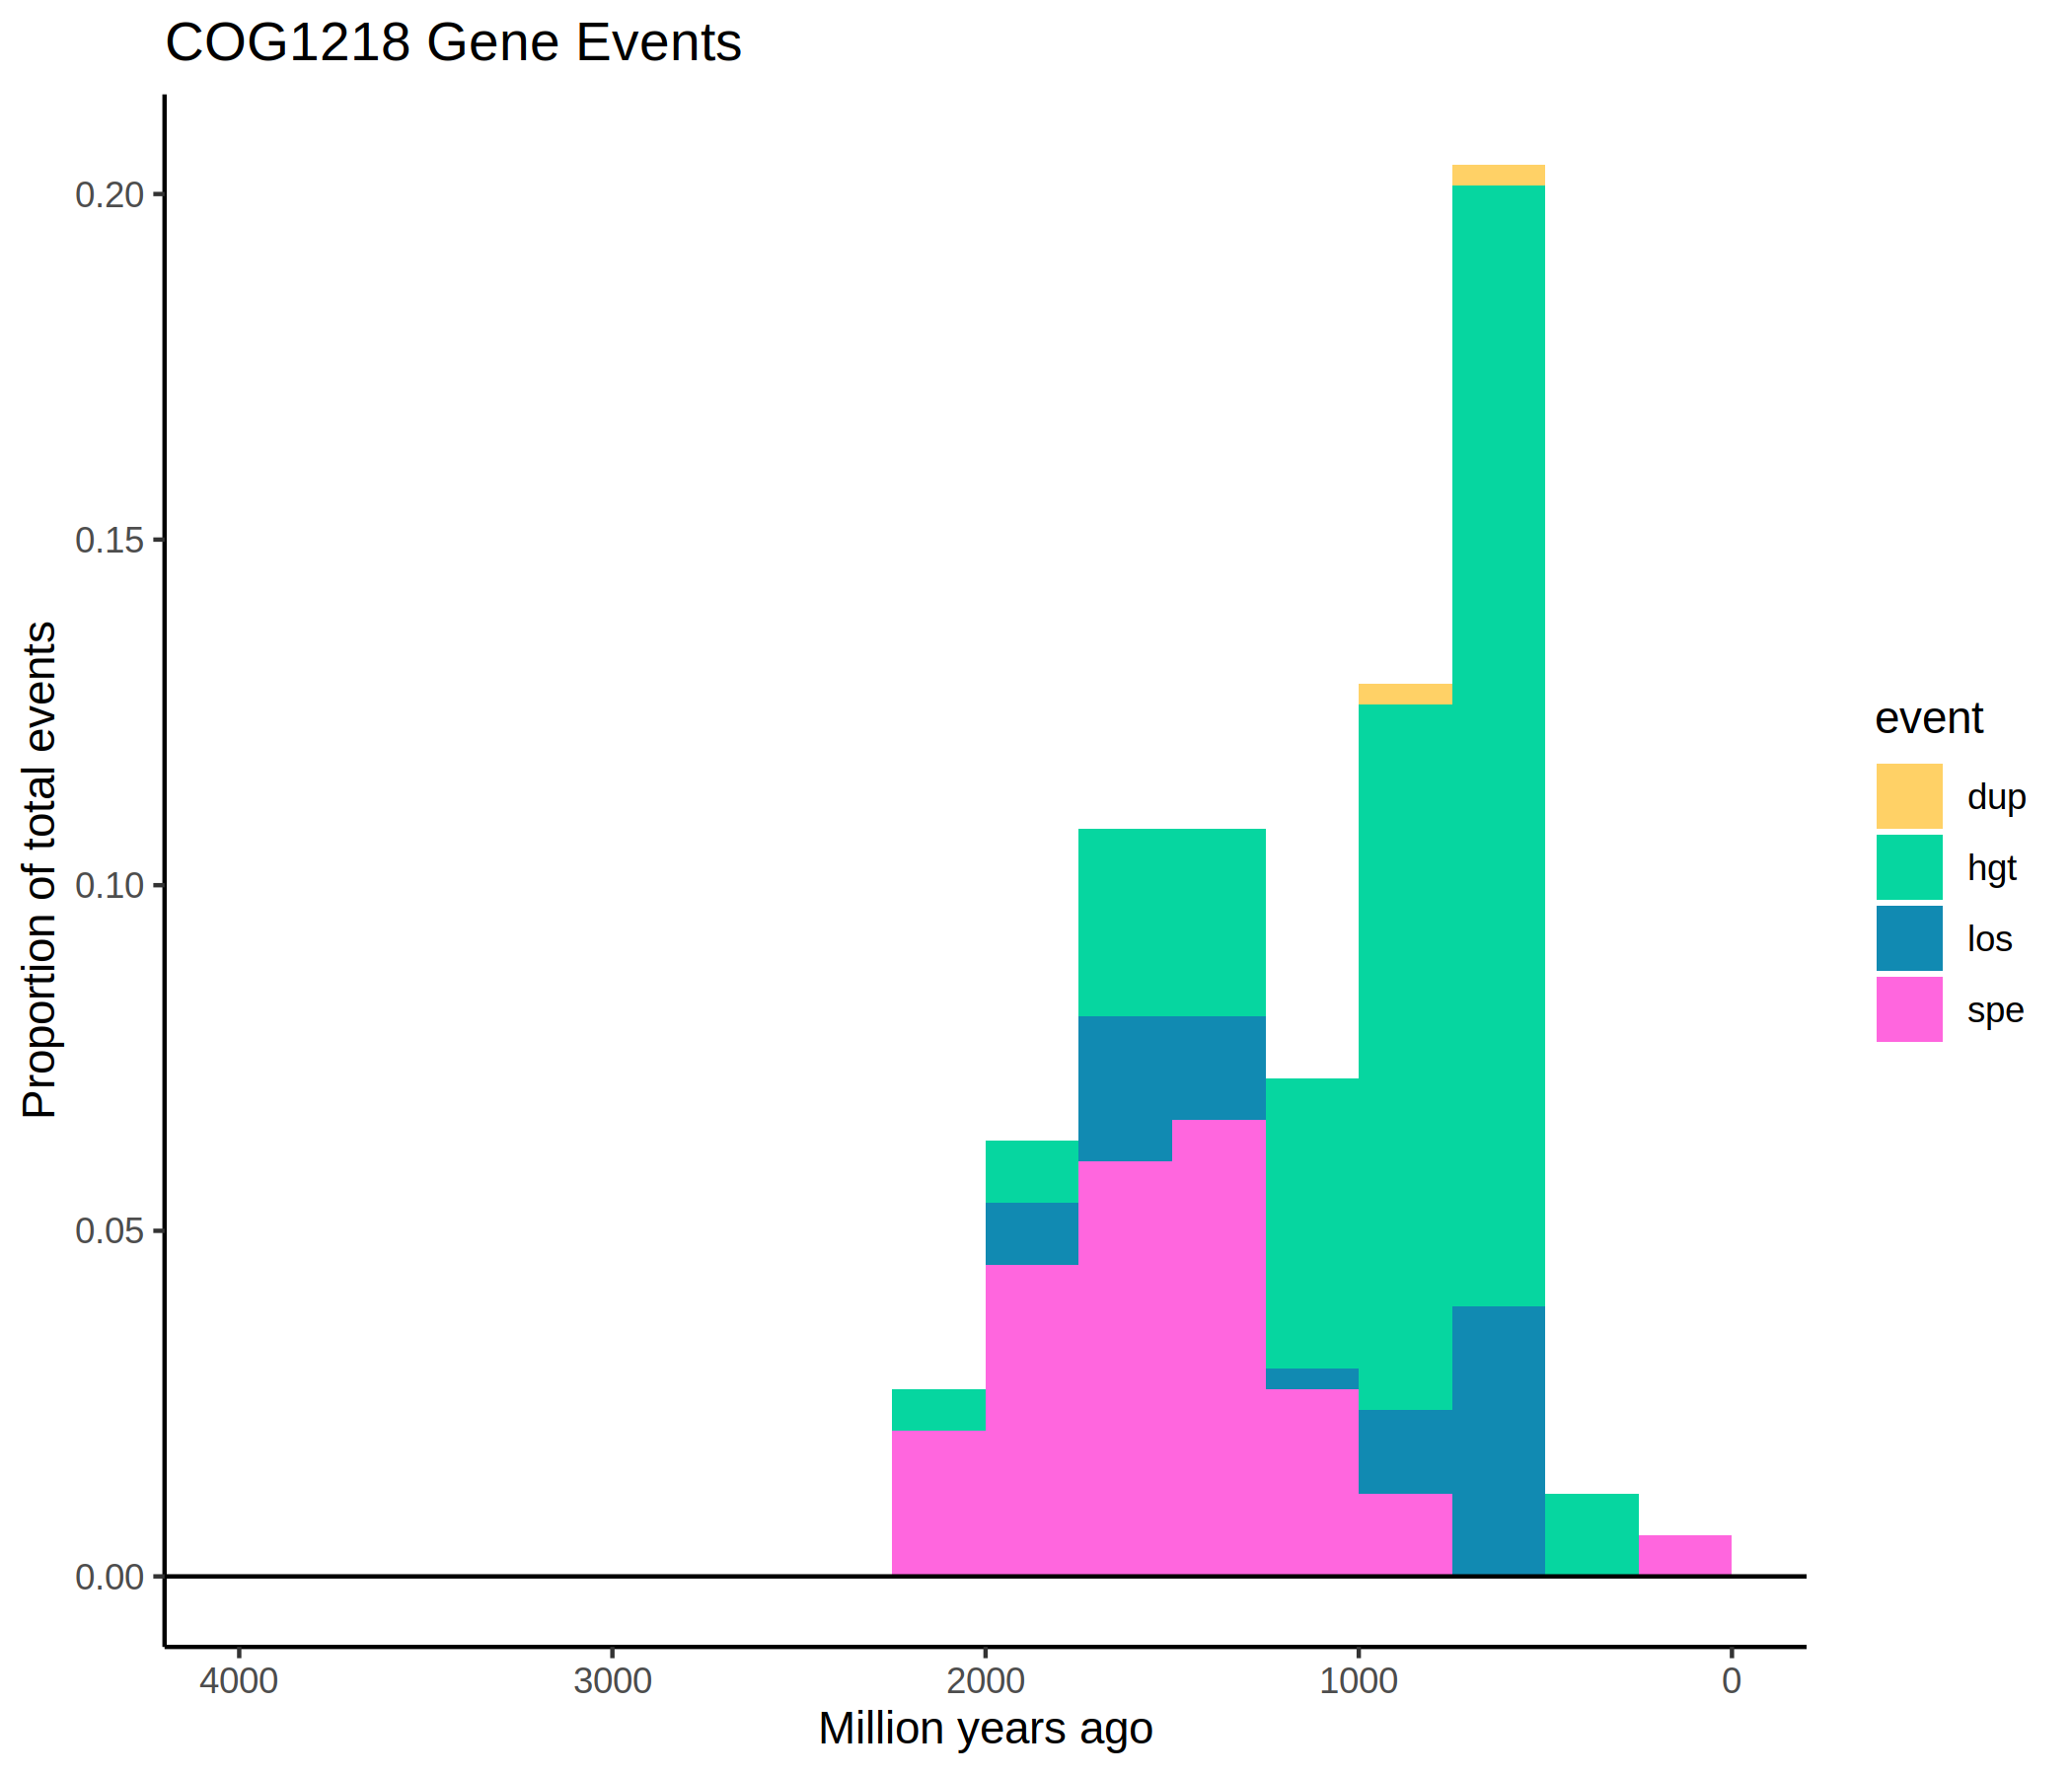 COG1218 Gene Events
Proportion of total events
0.20
0.15
0.10
0.05
0.00
4000 3000 2000 1000 0
Million years ago
event
dup
hgt
los
spe